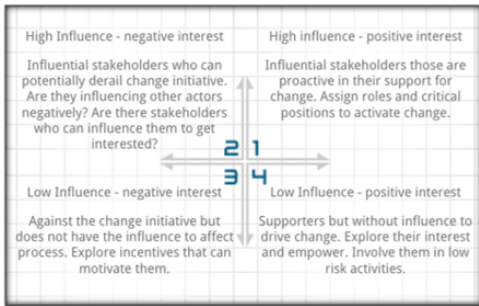 High Influence - negative interest
Influential stakeholders who can
potentially derail change initiative.
Are they influencing other actors
negatively? Are there stakeholders
who can influence them to get
interested?
High Influence - positive interest
Influential stakeholders those are
proactive in their support for
change. Assign roles and critical
positions to activate change.
2 1
3 4
Low Influence - negative interest
Against the change initiative but
does not have the influence to affect
process. Explore incentives that can
motivate them.
Low Influence - positive interest
Supporters but without influence to
drive change. Explore their interest
and empower. Involve them in low
risk activities.